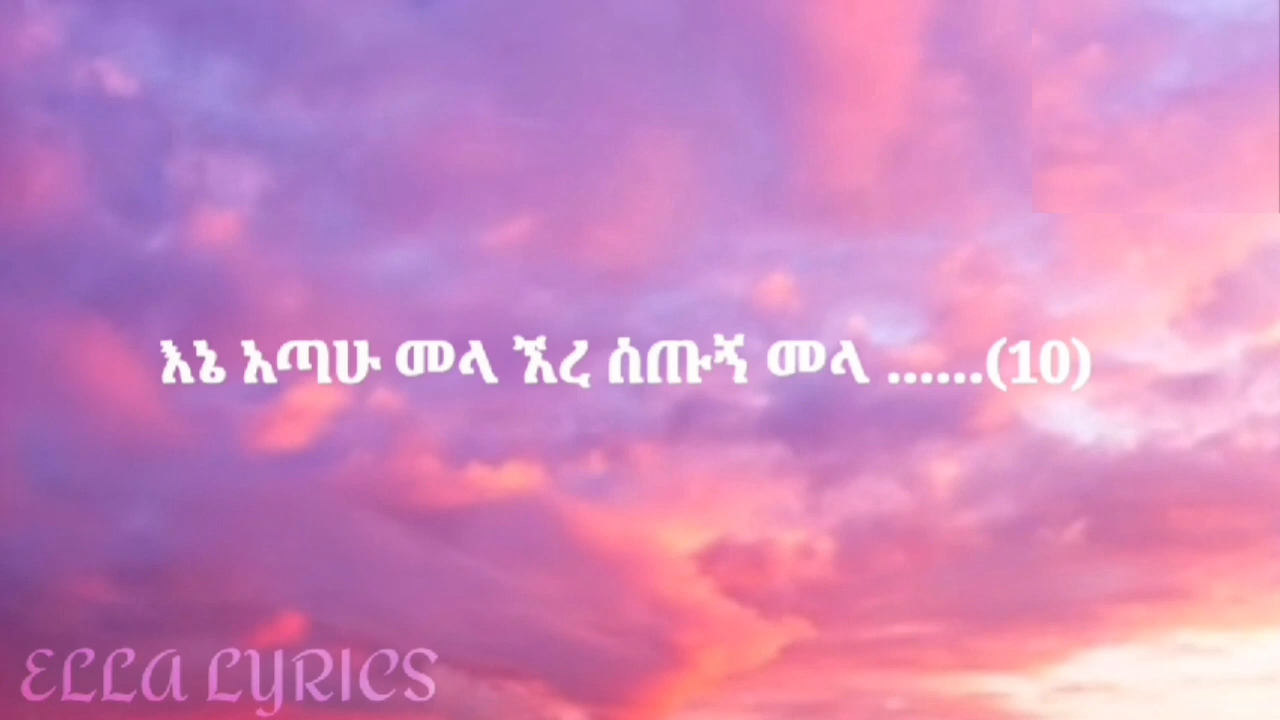 እኔ አጣሁ መላ ኧረ ሰጡኝ መላ ......(10)
ELLA LYRICS